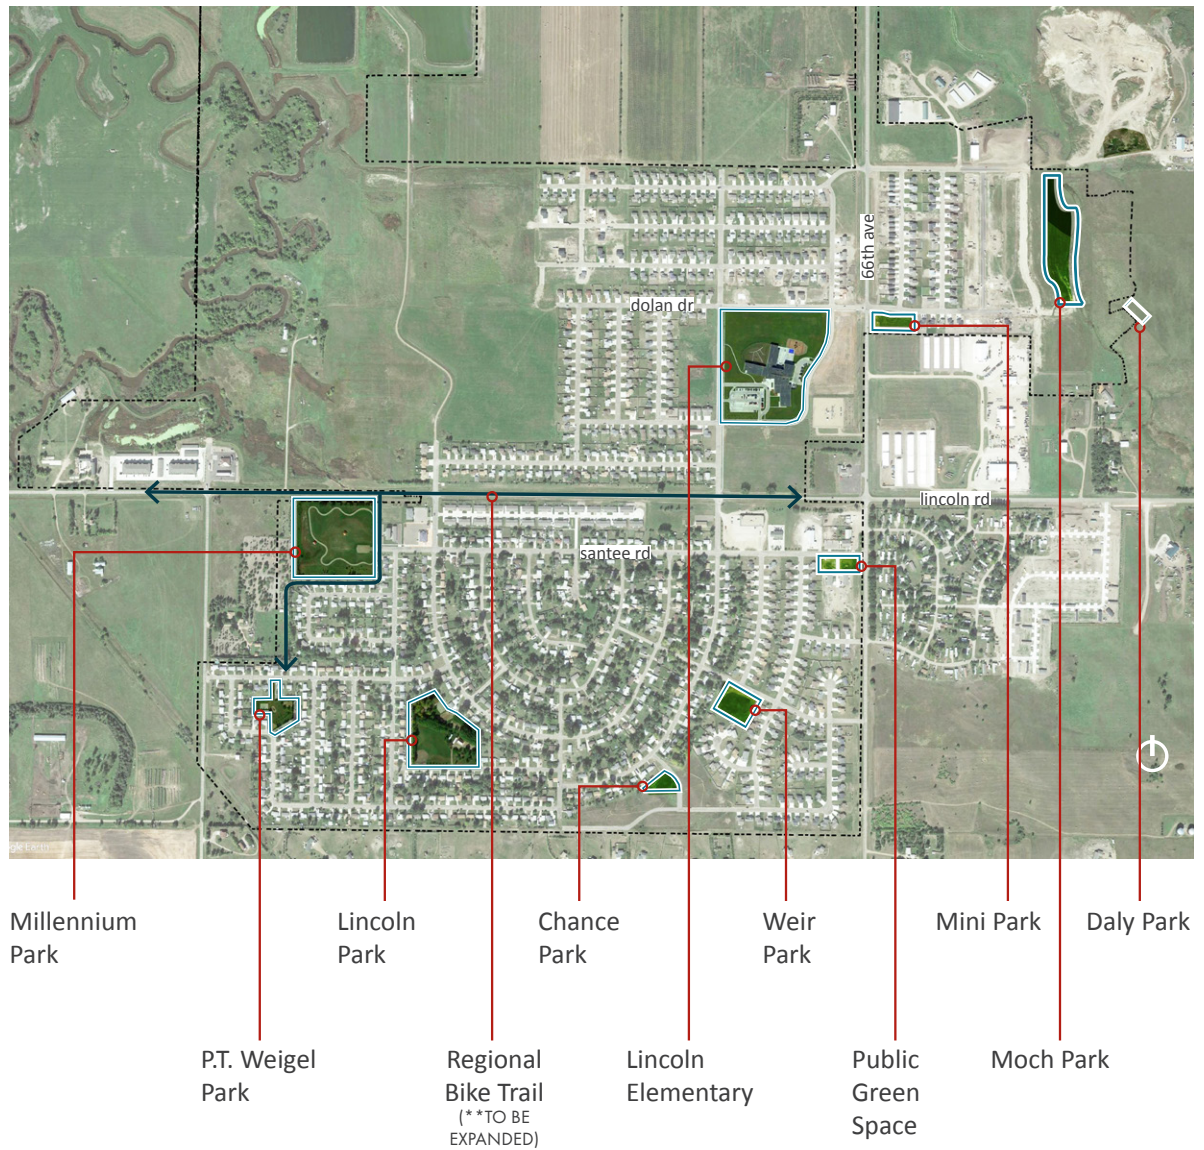 66th ave
dolan dr
lincoln rd
santee rd
Millennium
Park
Lincoln
Park
Chance
Park
Weir
Park
Mini Park
Daly Park
P.T. Weigel
Park
Regional
Bike Trail
(**TO BE
EXPANDED)
Lincoln
Elementary
Public
Green
Space
Moch Park